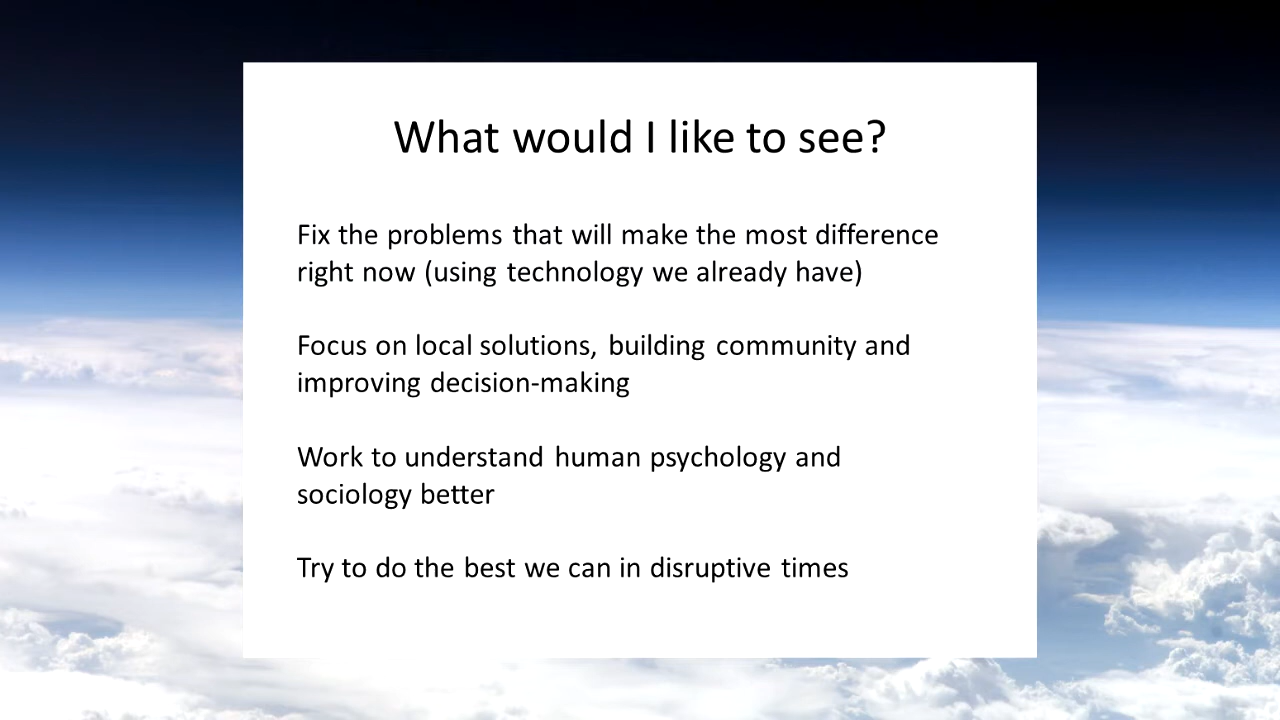 What would I like to see?
Fix the problems that will make the most difference
right now (using technology we already have)
Focus on local solutions, building community and
improving decision-making
Work to understand human psychology and
sociology better
Try to do the best we can in disruptive times